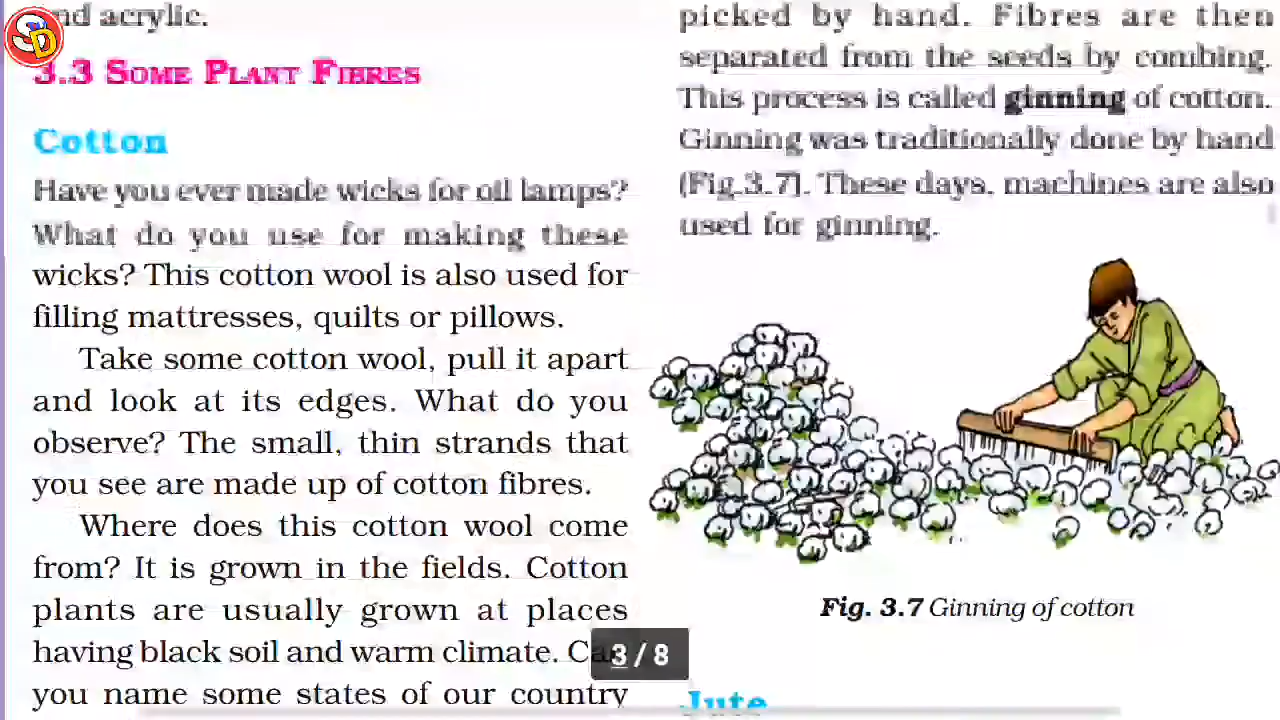 and acrylic.
3.3 SOME PLANT FIBRES
Cotton
Have you ever made wicks for oil lamps?
What do you use for making these
wicks? This cotton wool is also used for
filling mattresses, quilts or pillows.
Take some cotton wool, pull it apart
and look at its edges. What do you
observe? The small, thin strands that
you see are made up of cotton fibres.
Where does this cotton wool come
from? It is grown in the fields. Cotton
plants are usually grown at places
having black soil and warm climate. Can
you name some states of our country
picked by hand. Fibres are then
separated from the seeds by combing.
This process is called ginning of cotton.
Ginning was traditionally done by hand
(Fig.3.7). These days, machines are also
used for ginning.
Fig. 3.7 Ginning of cotton
Jute
3 / 8
SD